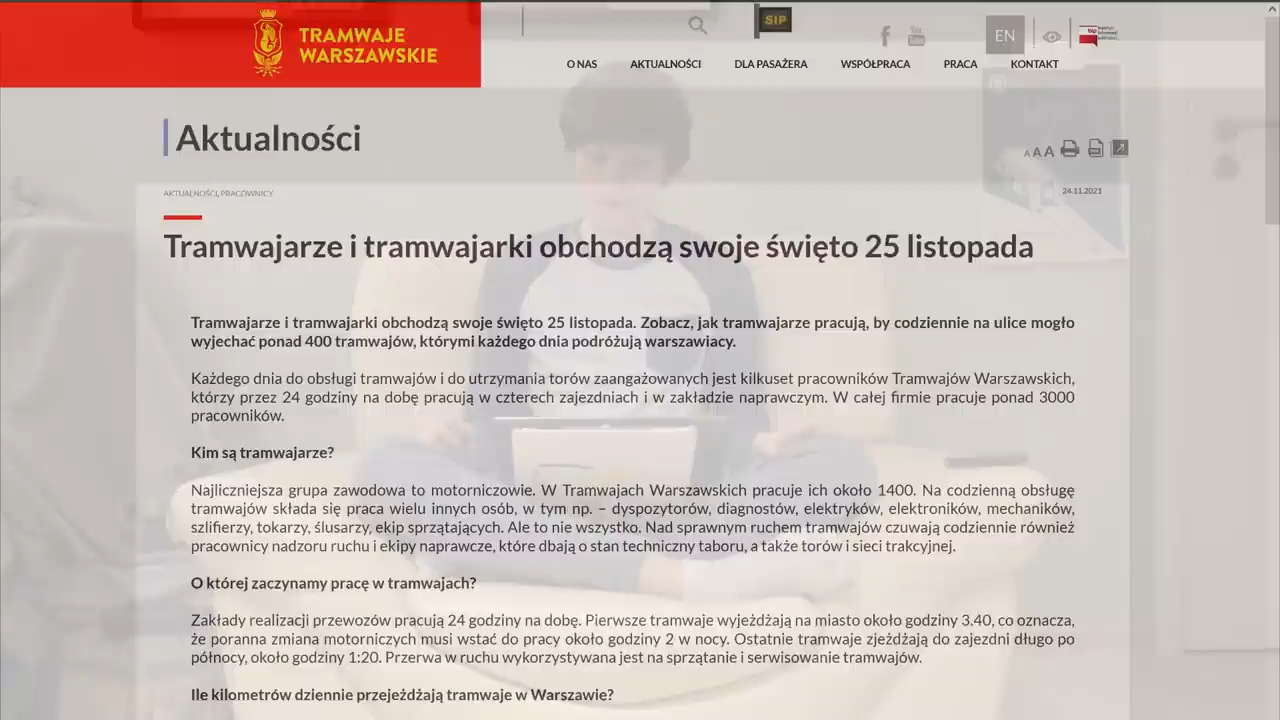 TRAMWAJE
WARSZAWSKIE
SIP
EN
bip
O NAS
AKTUALNOŚCI
DLA PASAŻERA
WSPÓŁPRACA
PRACA
KONTAKT
Aktualności
A A A
AKTUALNOŚCI, PRACOWNICY
24.11.2021
Tramwajarze i tramwajarki obchodzą swoje święto 25 listopada
Tramwajarze i tramwajarki obchodzą swoje święto 25 listopada. Zobacz, jak tramwajarze pracują, by codziennie na ulice mogło
wyjechać ponad 400 tramwajów, którymi każdego dnia podróżują warszawiacy.
Każdego dnia do obsługi tramwajów i do utrzymania torów zaangażowanych jest kilkuset pracowników Tramwajów Warszawskich,
którzy przez 24 godziny na dobę pracują w czterech zajezdniach i w zakładzie naprawczym. W całej firmie pracuje ponad 3000
pracowników.
Kim są tramwajarze?
Najliczniejsza grupa zawodowa to motorniczowie. W Tramwajach Warszawskich pracuje ich około 1400. Na codzienną obsługę
tramwajów składa się praca wielu innych osób, w tym np. – dyspozytorów, diagnostów, elektryków, elektroników, mechaników,
szlifierzy, tokarzy, ślusarzy, ekip sprzątających. Ale to nie wszystko. Nad sprawnym ruchem tramwajów czuwają codziennie również
pracownicy nadzoru ruchu i ekipy naprawcze, które dbają o stan techniczny taboru, a także torów i sieci trakcyjnej.
O której zaczynamy pracę w tramwajach?
Zakłady realizacji przewozów pracują 24 godziny na dobę. Pierwsze tramwaje wyjeżdżają na miasto około godziny 3.40, co oznacza,
że poranna zmiana motorniczych musi wstać do pracy około godziny 2 w nocy. Ostatnie tramwaje zjeżdżają do zajezdni długo po
północy, około godziny 1:20. Przerwa w ruchu wykorzystywana jest na sprzątanie i serwisowanie tramwajów.
Ile kilometrów dziennie przejeżdżają tramwaje w Warszawie?